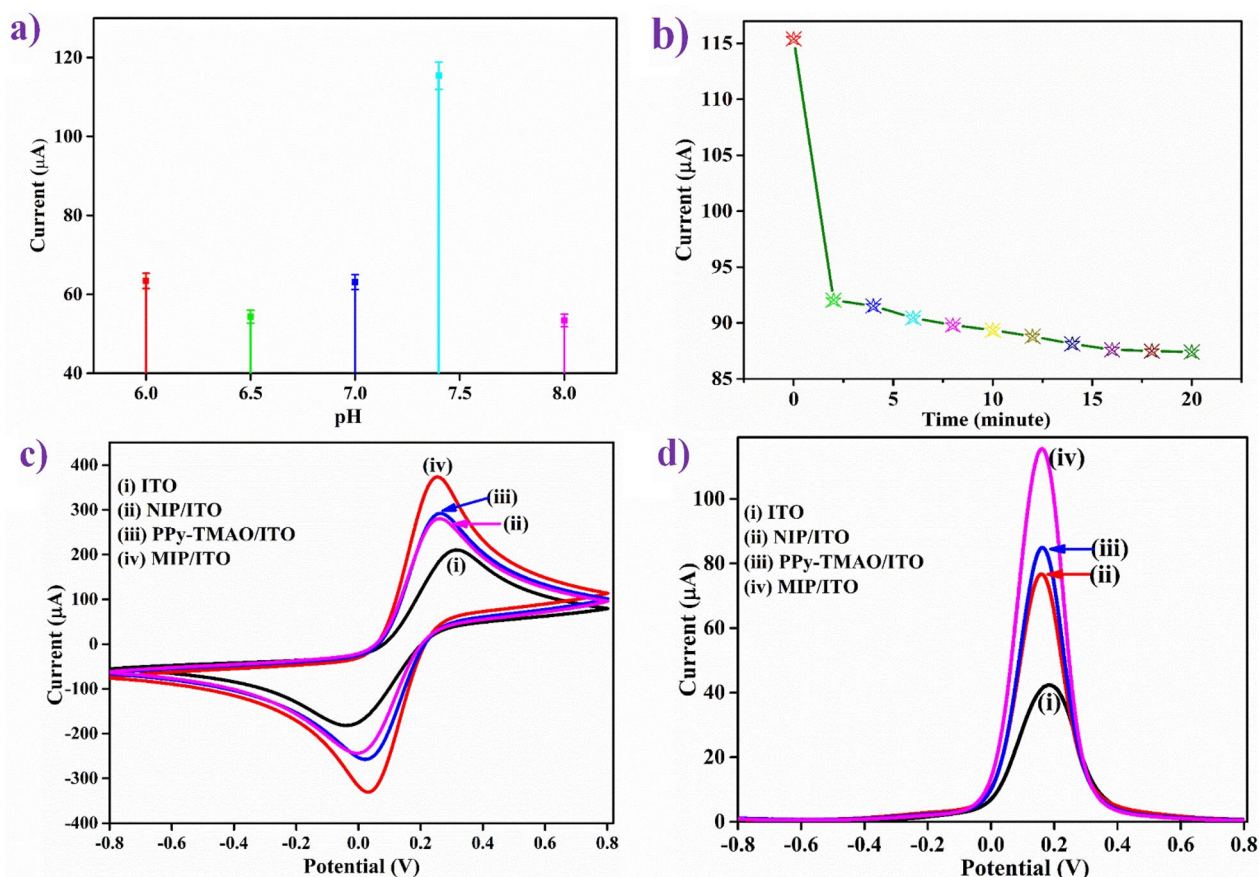 a)
120
100
80
60
40
Current (μA)
6.0 6.5 7.0 7.5 8.0
pH
b)
115
110
105
100
95
90
85
Current (μA)
0 5 10 15 20
Time (minute)
c)
400
300
200
100
0
-100
-200
-300
-400
Current (μA)
(i) ITO
(ii) NIP/ITO
(iii) PPy-TMAO/ITO
(iv) MIP/ITO
(iv)
(iii)
(ii)
(i)
-0.8 -0.6 -0.4 -0.2 0.0 0.2 0.4 0.6 0.8
Potential (V)
d)
100
80
60
40
20
0
Current (μA)
(i) ITO
(ii) NIP/ITO
(iii) PPy-TMAO/ITO
(iv) MIP/ITO
(iv)
(iii)
(ii)
(i)
-0.8 -0.6 -0.4 -0.2 0.0 0.2 0.4 0.6 0.8
Potential (V)